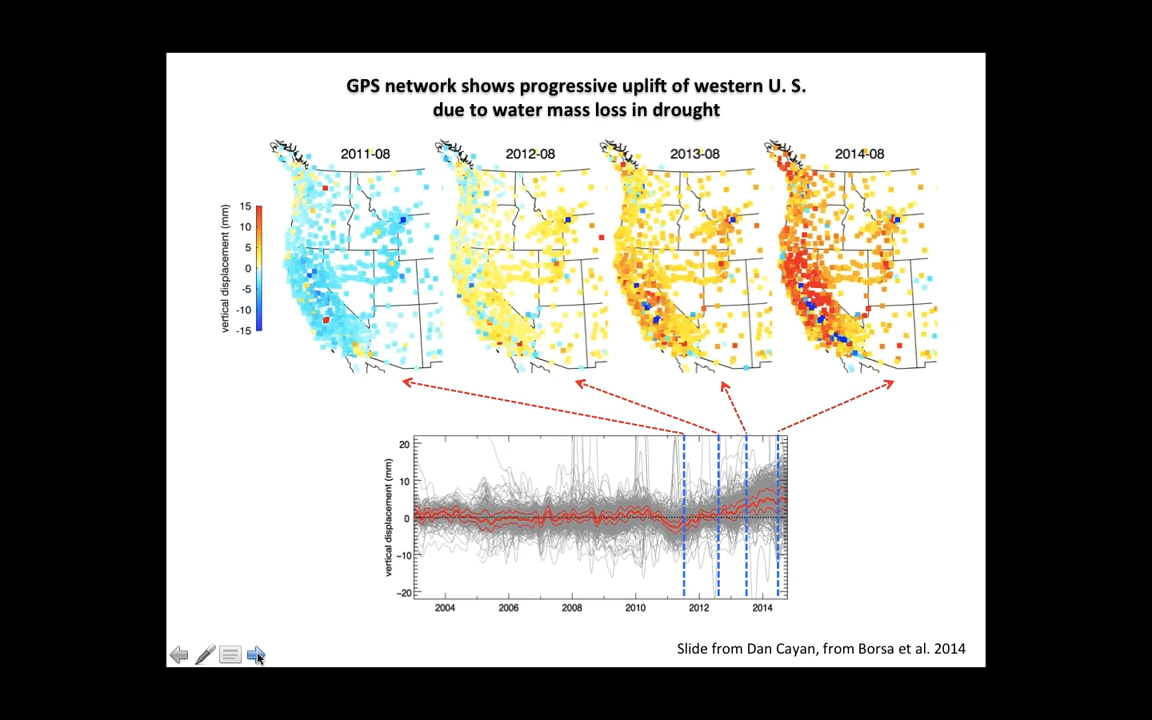 GPS network shows progressive uplift of western U. S.
due to water mass loss in drought
2011-08
2012-08
2013-08
2014-08
vertical displacement (mm)
15
10
5
0
-5
-10
-15
vertical displacement (mm)
20
10
0
-10
-20
2004 2006 2008 2010 2012 2014
Slide from Dan Cayan, from Borsa et al. 2014